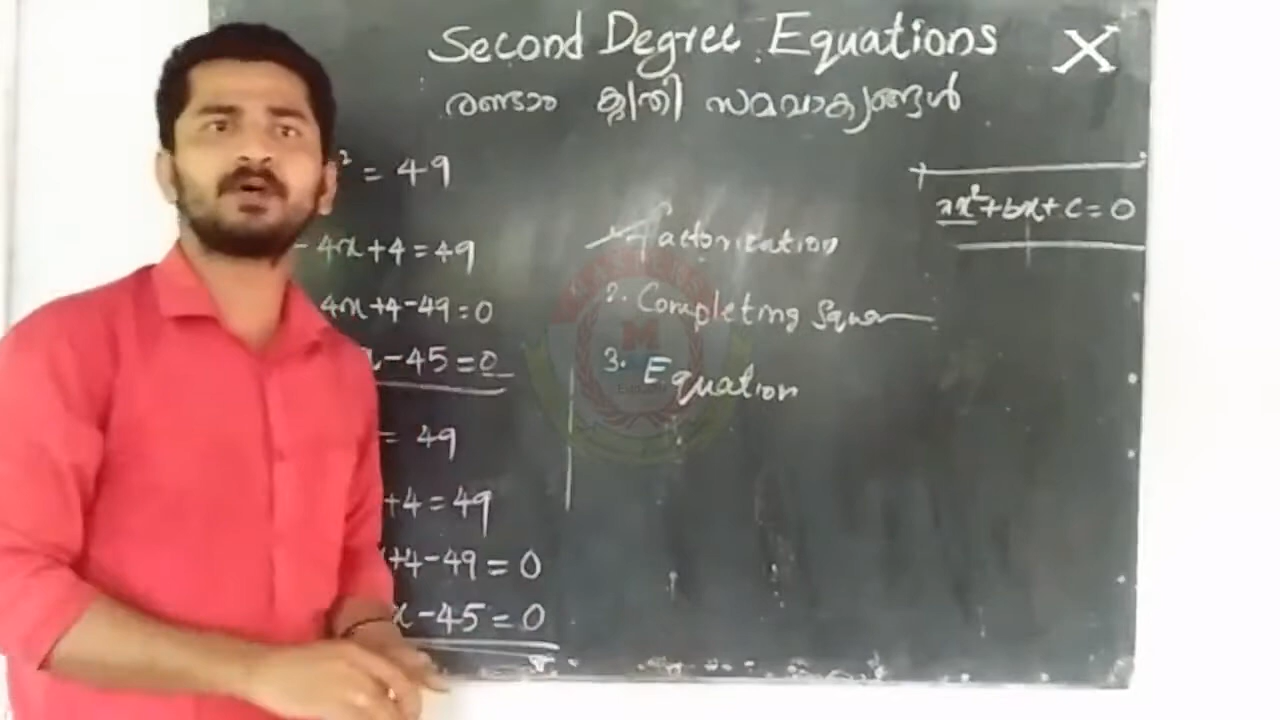 Second Degree Equations X
രണ്ടാം കൃതി സമവാക്യങ്ങൾ
² = 49
- 4x + 4 = 49
4x + 4 - 49 = 0
x - 45 = 0
= 49
+ 4 = 49
x + 4 - 49 = 0
x - 45 = 0
Factorization
2. Completing Square
3. Equation
ax² + bx + c = 0
M